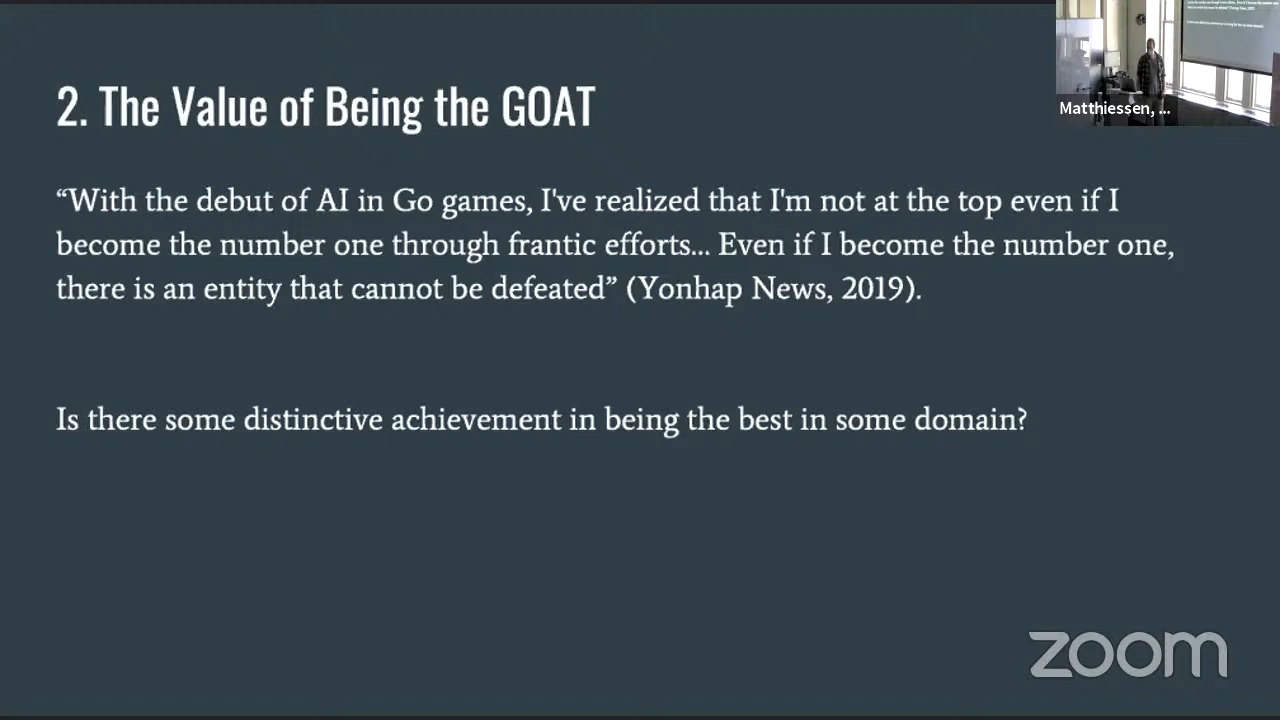 2. The Value of Being the GOAT
Matthiessen, ...
“With the debut of AI in Go games, I've realized that I'm not at the top even if I
become the number one through frantic efforts... Even if I become the number one,
there is an entity that cannot be defeated” (Yonhap News, 2019).
Is there some distinctive achievement in being the best in some domain?
zoom